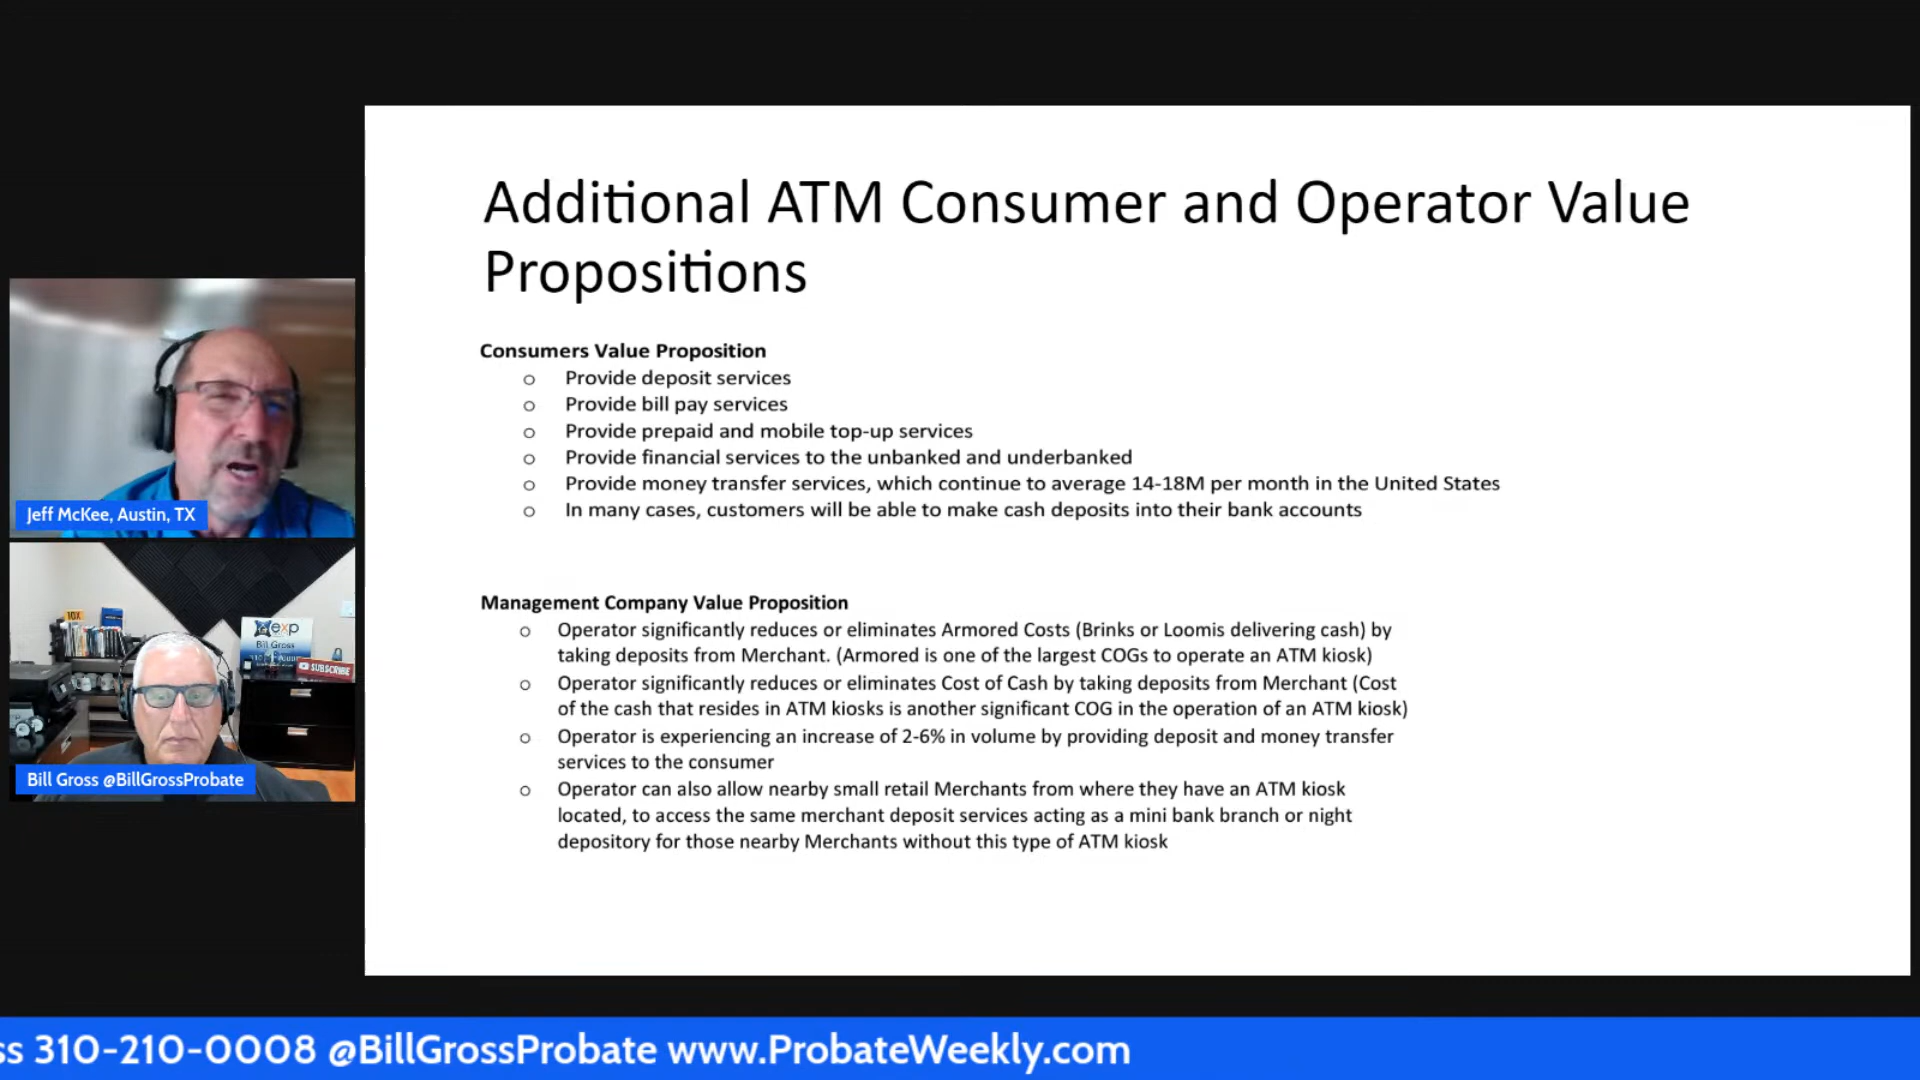 Additional ATM Consumer and Operator Value
Propositions
Consumers Value Proposition
o Provide deposit services
o Provide bill pay services
o Provide prepaid and mobile top-up services
o Provide financial services to the unbanked and underbanked
o Provide money transfer services, which continue to average 14-18M per month in the United States
o In many cases, customers will be able to make cash deposits into their bank accounts
Management Company Value Proposition
o Operator significantly reduces or eliminates Armored Costs (Brinks or Loomis delivering cash) by
taking deposits from Merchant. (Armored is one of the largest COGs to operate an ATM kiosk)
o Operator significantly reduces or eliminates Cost of Cash by taking deposits from Merchant (Cost
of the cash that resides in ATM kiosks is another significant COG in the operation of an ATM kiosk)
o Operator is experiencing an increase of 2-6% in volume by providing deposit and money transfer
services to the consumer
o Operator can also allow nearby small retail Merchants from where they have an ATM kiosk
located, to access the same merchant deposit services acting as a mini bank branch or night
depository for those nearby Merchants without this type of ATM kiosk
Jeff McKee, Austin, TX
10X
exp
Bill Gross
SUBSCRIBE
Bill Gross @BillGrossProbate
ss 310-210-0008 @BillGrossProbate www.ProbateWeekly.com